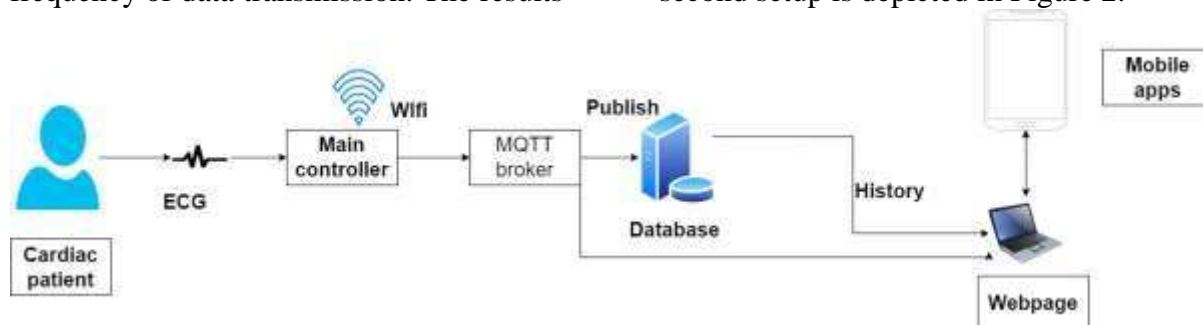 frequency of data transmission. The results
second setup is depicted in Figure 2.
Mobile
apps
Wifi
Publish
Main
controller
MQTT
broker
ECG
History
Database
Cardiac
patient
Webpage